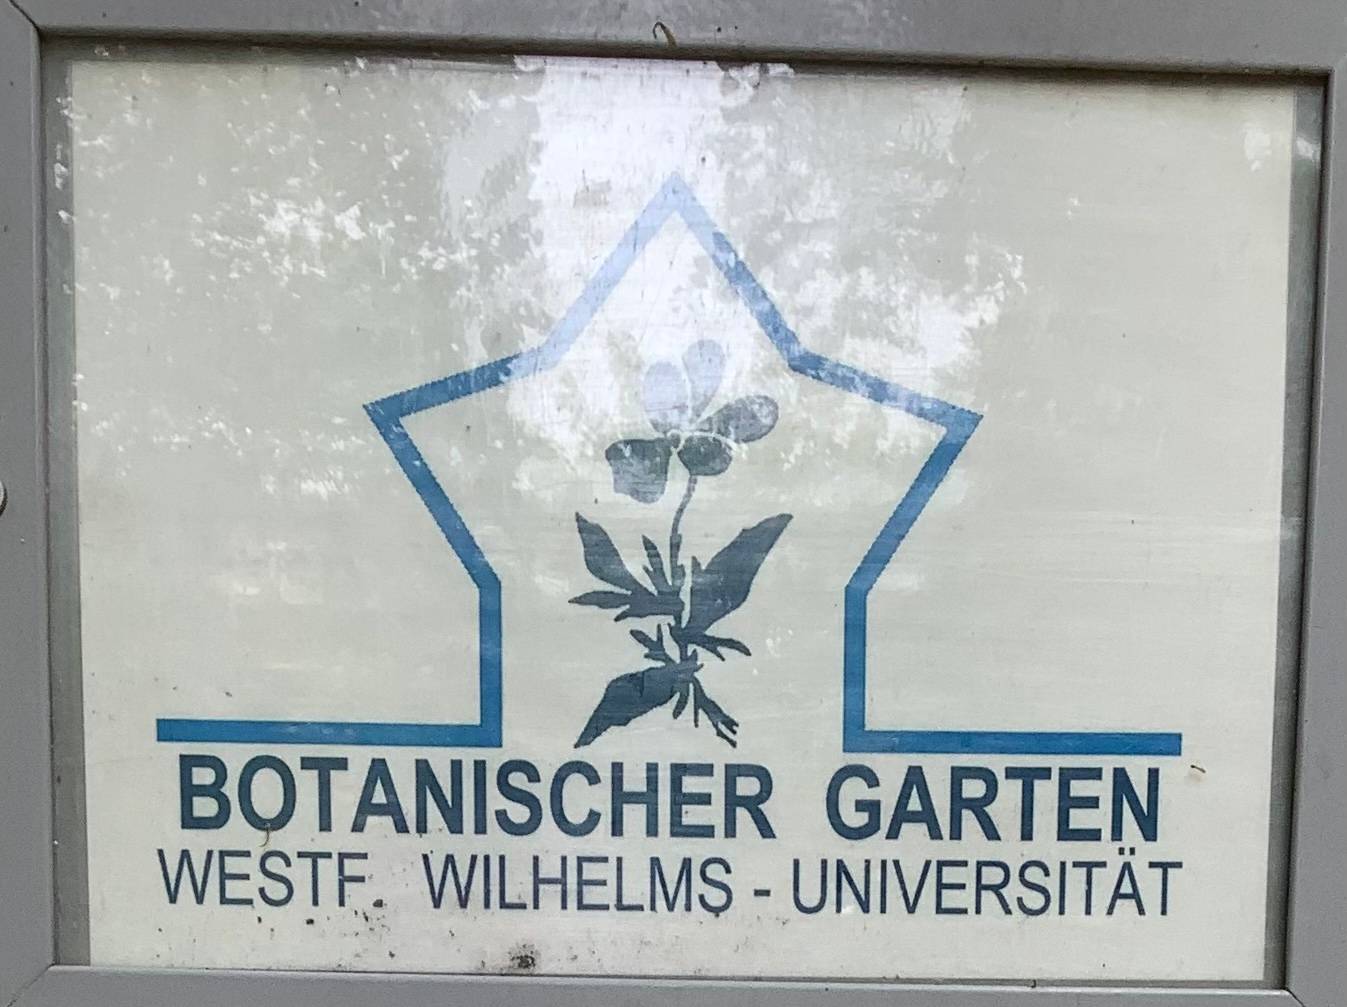 BOTANISCHER GARTEN
WESTF. WILHELMS - UNIVERSITÄT